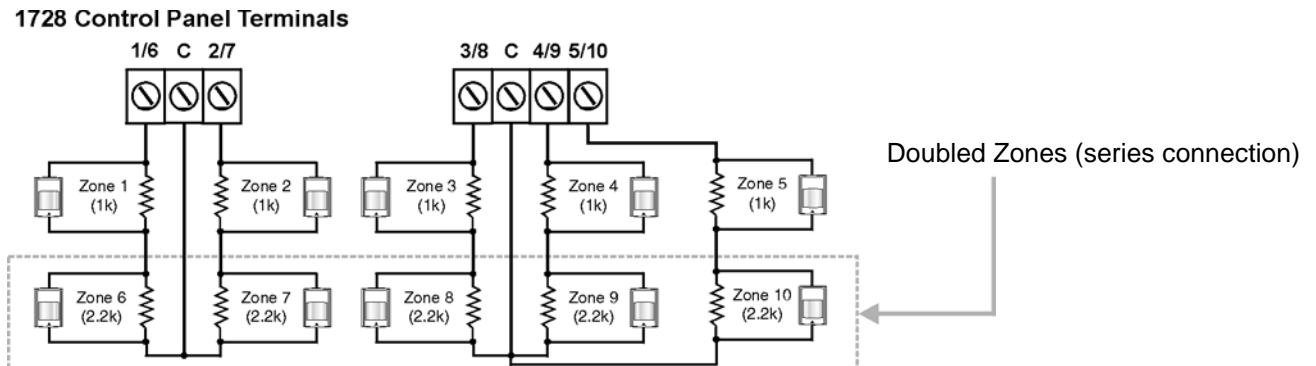 1728 Control Panel Terminals
1/6 C 2/7 3/8 C 4/9 5/10
Doubled Zones (series connection)
Zone 1
(1k)
Zone 2
(1k)
Zone 3
(1k)
Zone 4
(1k)
Zone 5
(1k)
Zone 6
(2.2k)
Zone 7
(2.2k)
Zone 8
(2.2k)
Zone 9
(2.2k)
Zone 10
(2.2k)